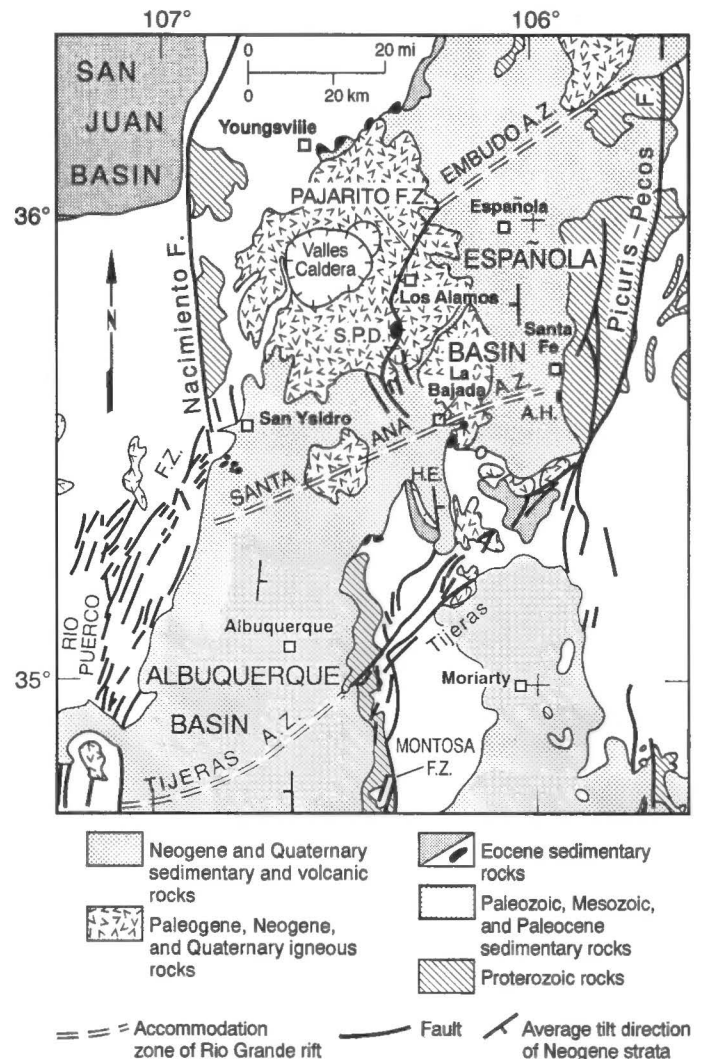 107°
106°
SAN
JUAN
BASIN
0 20 mi
0 20 km
Youngsville
EMBUDO A.Z.
Picuris-Pecos F.
36°
PAJARITO F.Z.
Española
Valles
Caldera
ESPAÑOLA
Los Alamos
N
Nacimiento F.
S.P.D.
BASIN
Santa
Fe
La
Bajada
A.H.
San Ysidro
SANTA ANA A.Z.
H.E.
RIO PUERCO F.Z.
Tijeras
Albuquerque
35°
ALBUQUERQUE
BASIN
Moriarty
TIJERAS A.Z.
MONTOSA
F.Z.
Neogene and Quaternary
sedimentary and volcanic
rocks
Paleogene, Neogene,
and Quaternary igneous
rocks
Eocene sedimentary
rocks
Paleozoic, Mesozoic,
and Paleocene
sedimentary rocks
Proterozoic rocks
Accommodation
zone of Rio Grande rift
Fault
Average tilt direction
of Neogene strata